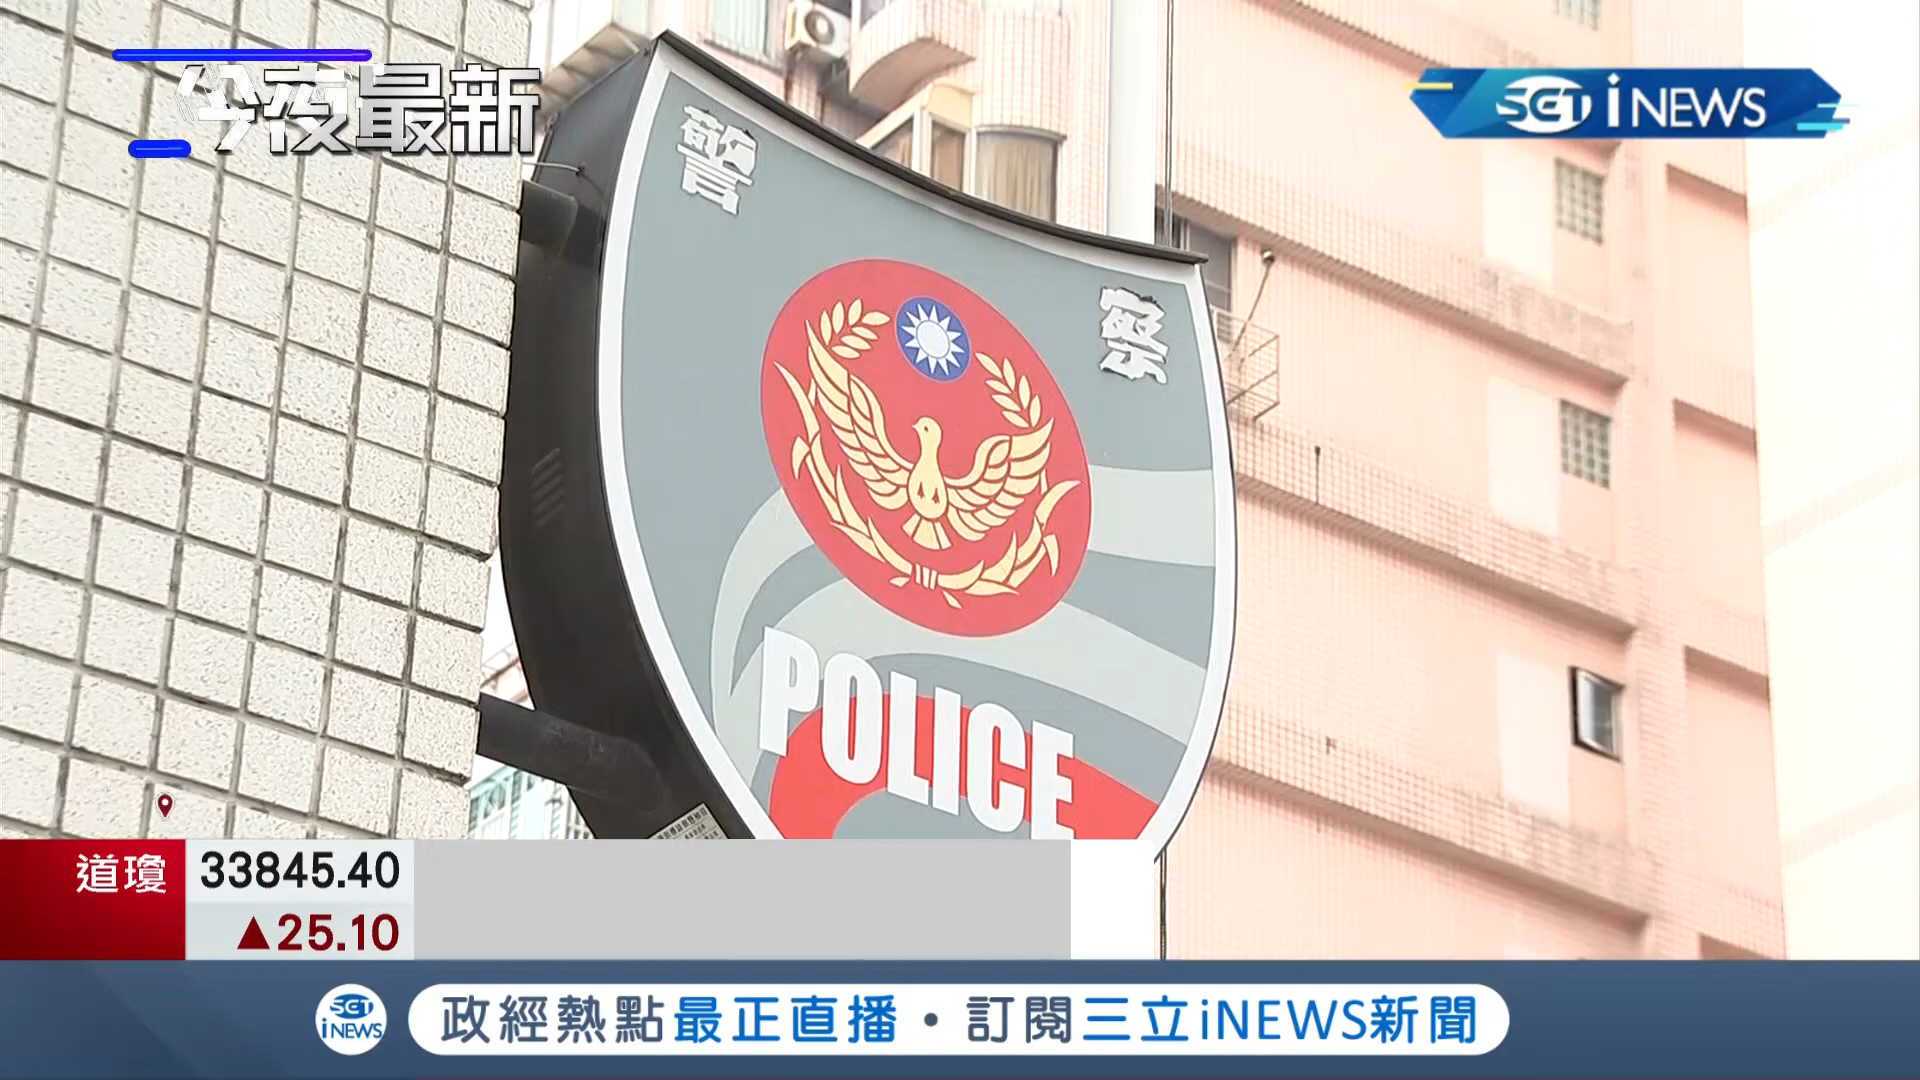 今夜最新
SET iNEWS
警
察
POLICE
道瓊
33845.40
▲25.10
SET iNEWS
政經熱點最正直播・訂閱三立iNEWS新聞